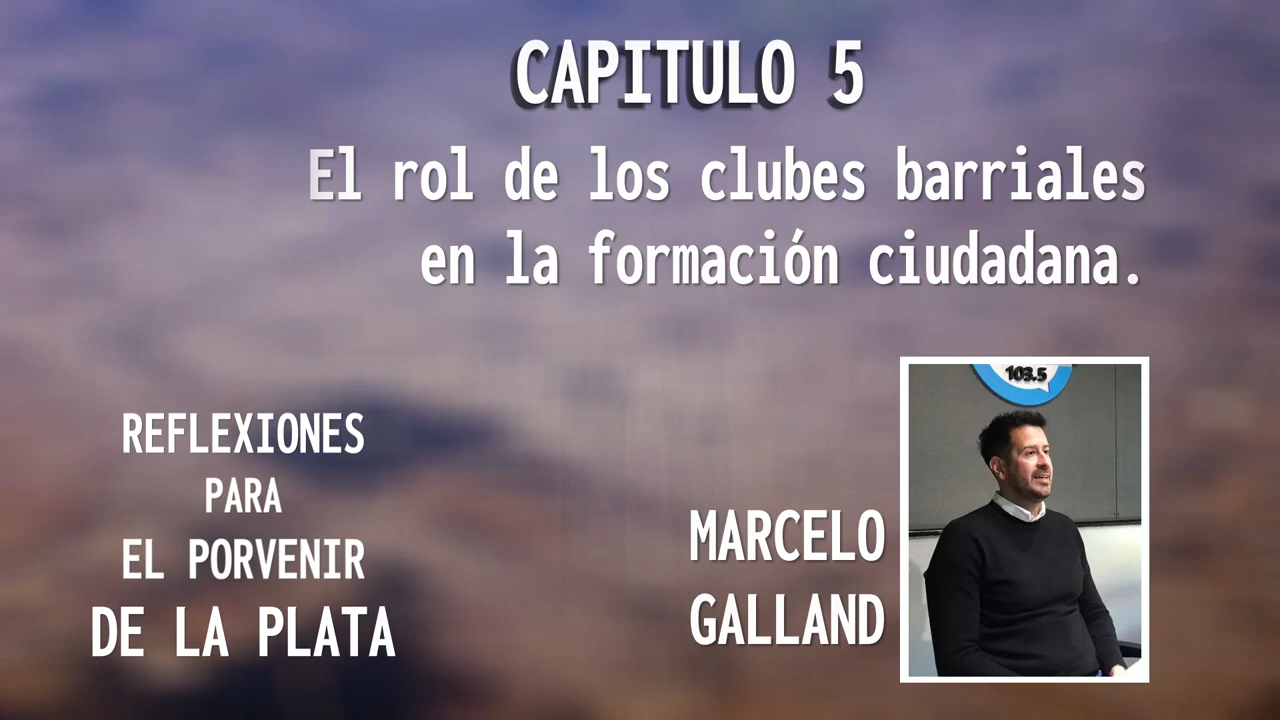 CAPITULO 5
El rol de los clubes barriales
en la formación ciudadana.
103.5
REFLEXIONES
PARA
EL PORVENIR
DE LA PLATA
MARCELO
GALLAND